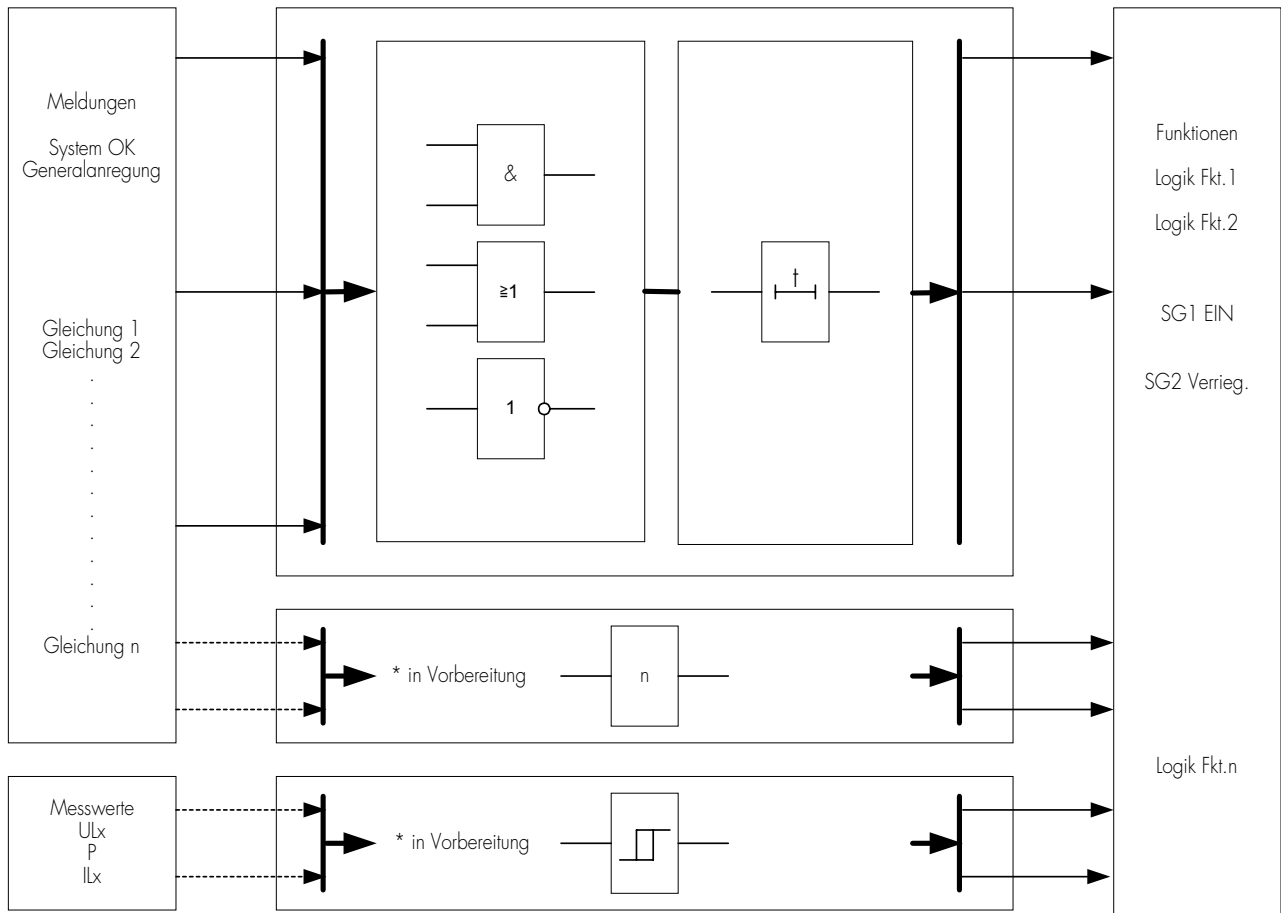 Meldungen
System OK
Generalanregung
Gleichung 1
Gleichung 2
.
.
.
.
.
.
.
.
.
.
.
.
Gleichung n
Messwerte
ULx
P
ILx
&
≧1
1
t
* in Vorbereitung
n
* in Vorbereitung
Funktionen
Logik Fkt.1
Logik Fkt.2
SG1 EIN
SG2 Verrieg.
Logik Fkt.n